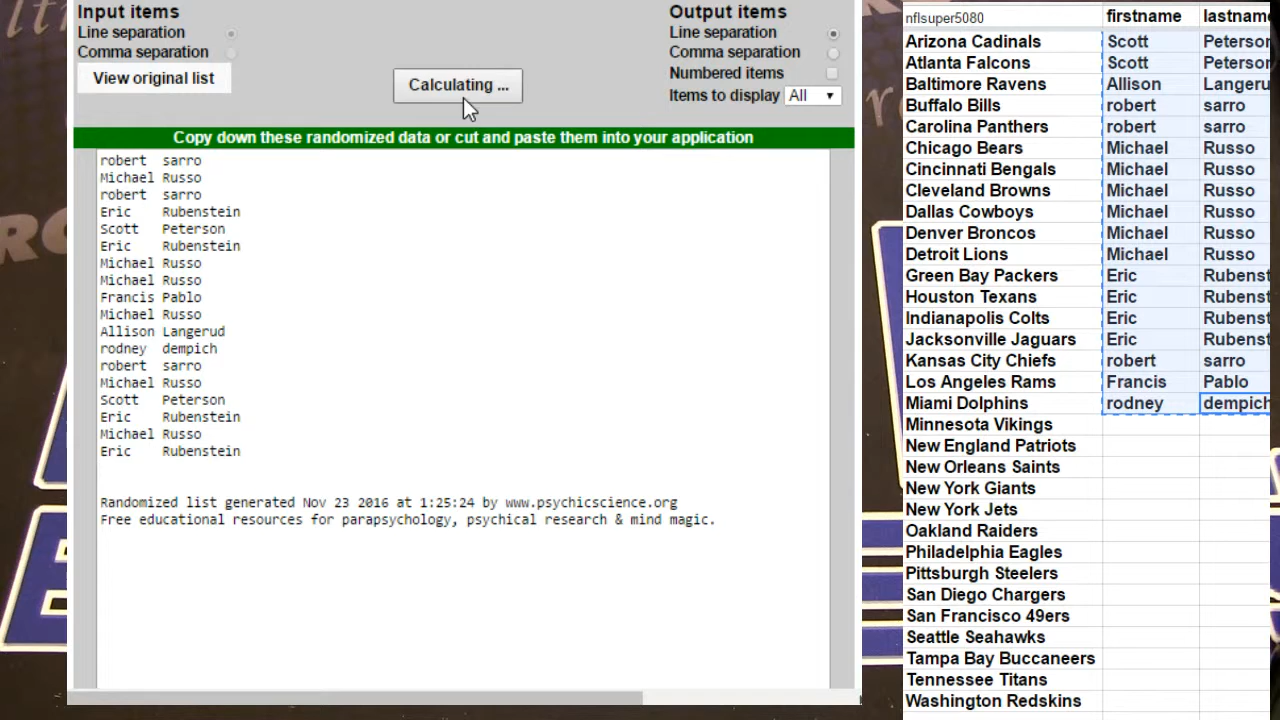 Input items
Line separation
Comma separation
View original list
Calculating ...
Output items
Line separation
Comma separation
Numbered items
Items to display All
Copy down these randomized data or cut and paste them into your application
robert sarro
Michael Russo
robert sarro
Eric Rubenstein
Scott Peterson
Eric Rubenstein
Michael Russo
Michael Russo
Francis Pablo
Michael Russo
Allison Langerud
rodney dempich
robert sarro
Michael Russo
Scott Peterson
Eric Rubenstein
Michael Russo
Eric Rubenstein
Randomized list generated Nov 23 2016 at 1:25:24 by www.psychicscience.org
Free educational resources for parapsychology, psychical research & mind magic.
nflsuper5080 firstname lastname
Arizona Cadinals Scott Peterson
Atlanta Falcons Scott Peterson
Baltimore Ravens Allison Langeru
Buffalo Bills robert sarro
Carolina Panthers robert sarro
Chicago Bears Michael Russo
Cincinnati Bengals Michael Russo
Cleveland Browns Michael Russo
Dallas Cowboys Michael Russo
Denver Broncos Michael Russo
Detroit Lions Michael Russo
Green Bay Packers Eric Rubenst
Houston Texans Eric Rubenst
Indianapolis Colts Eric Rubenst
Jacksonville Jaguars Eric Rubenst
Kansas City Chiefs robert sarro
Los Angeles Rams Francis Pablo
Miami Dolphins rodney dempich
Minnesota Vikings
New England Patriots
New Orleans Saints
New York Giants
New York Jets
Oakland Raiders
Philadelphia Eagles
Pittsburgh Steelers
San Diego Chargers
San Francisco 49ers
Seattle Seahawks
Tampa Bay Buccaneers
Tennessee Titans
Washington Redskins